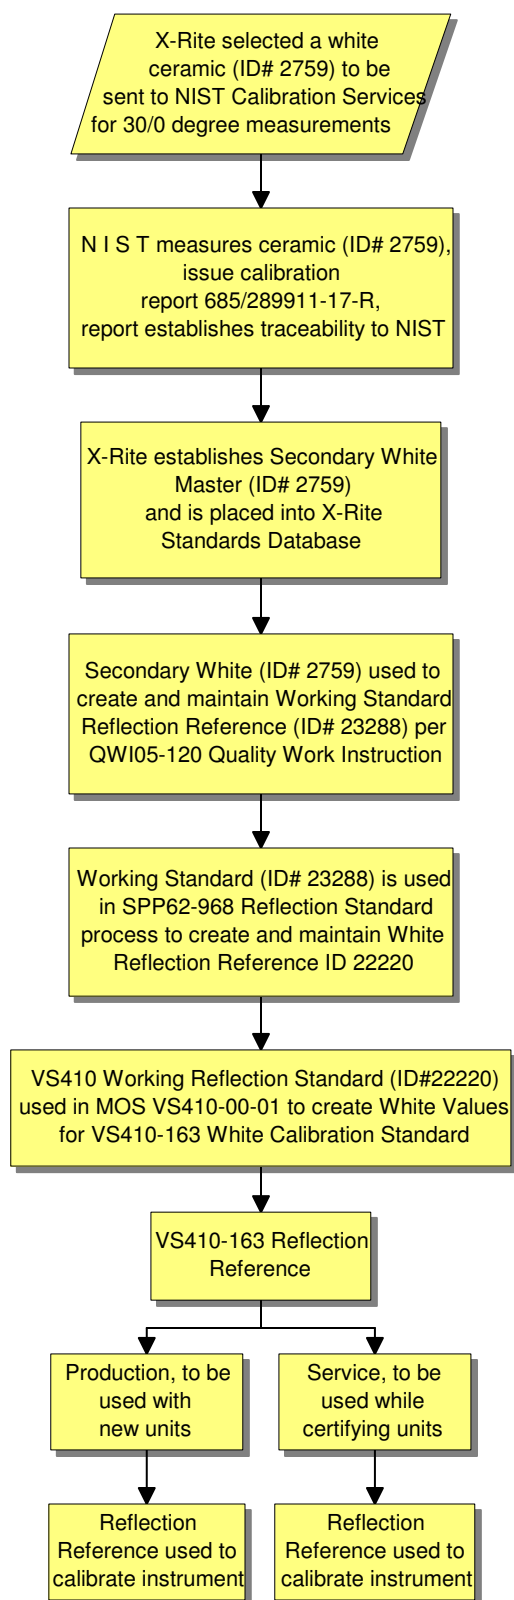 X-Rite selected a white
ceramic (ID# 2759) to be
sent to NIST Calibration Services
for 30/0 degree measurements
N I S T measures ceramic (ID# 2759),
issue calibration
report 685/289911-17-R,
report establishes traceability to NIST
X-Rite establishes Secondary White
Master (ID# 2759)
and is placed into X-Rite
Standards Database
Secondary White (ID# 2759) used to
create and maintain Working Standard
Reflection Reference (ID# 23288) per
QWI05-120 Quality Work Instruction
Working Standard (ID# 23288) is used
in SPP62-968 Reflection Standard
process to create and maintain White
Reflection Reference ID 22220
VS410 Working Reflection Standard (ID#22220)
used in MOS VS410-00-01 to create White Values
for VS410-163 White Calibration Standard
VS410-163 Reflection
Reference
Production, to be
used with
new units
Service, to be
used while
certifying units
Reflection
Reference used to
calibrate instrument
Reflection
Reference used to
calibrate instrument